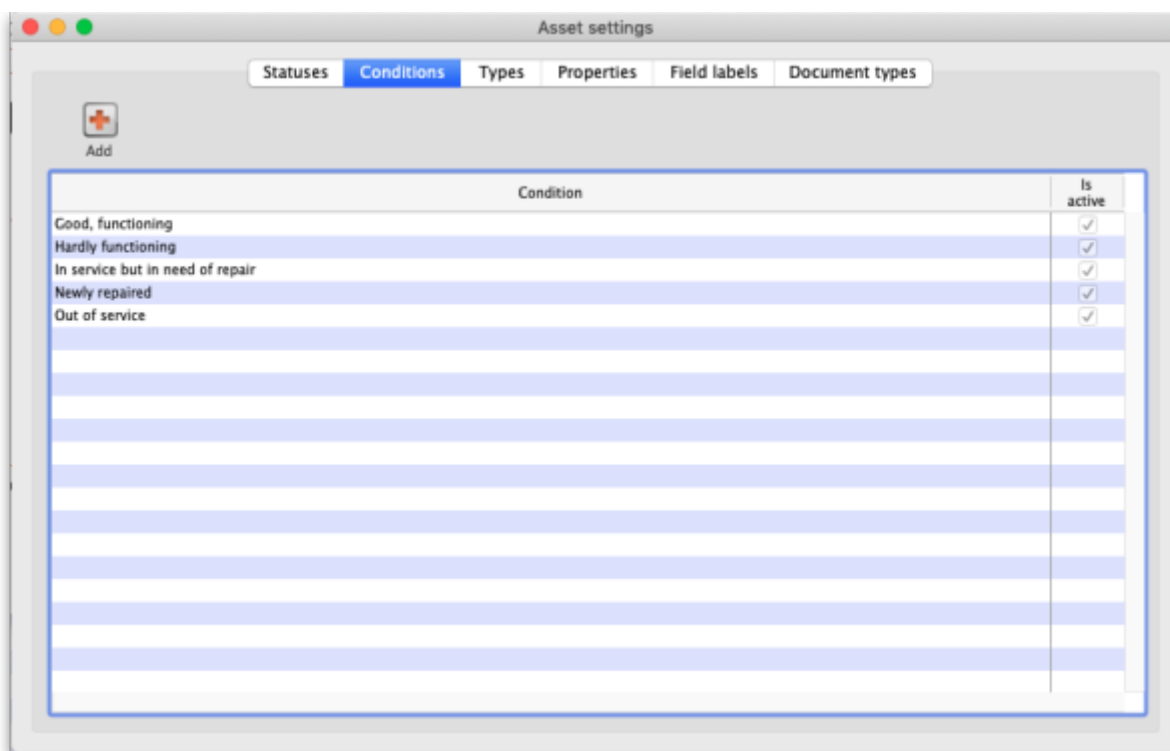 Asset settings
Statuses Conditions Types Properties Field labels Document types
Add
Condition Is active
Good, functioning
Hardly functioning
In service but in need of repair
Newly repaired
Out of service